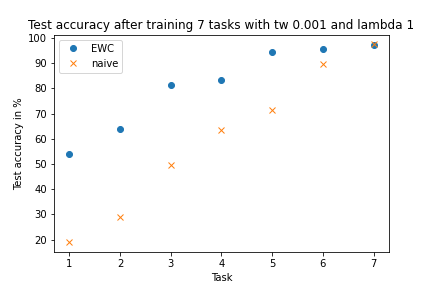 Test accuracy after training 7 tasks with tw 0.001 and lambda 1
EWC
naive
100
90
80
70
60
50
40
30
20
Test accuracy in %
1 2 3 4 5 6 7
Task